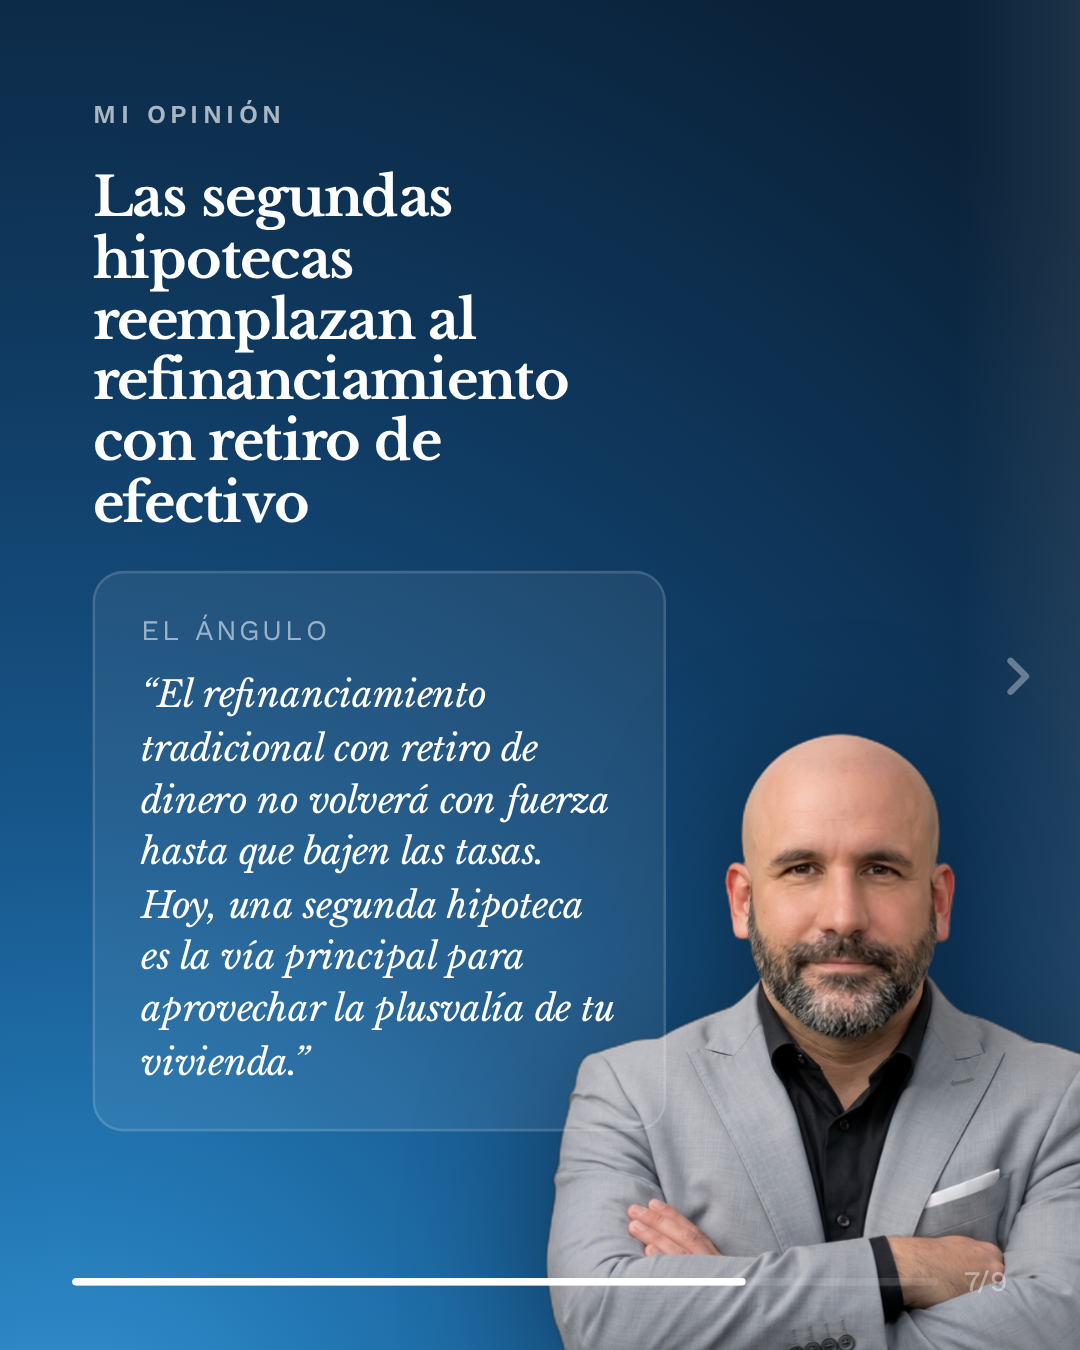 MI OPINIÓN
Las segundas
hipotecas
reemplazan al
refinanciamiento
con retiro de
efectivo
EL ÁNGULO
“El refinanciamiento
tradicional con retiro de
dinero no volverá con fuerza
hasta que bajen las tasas.
Hoy, una segunda hipoteca
es la vía principal para
aprovechar la plusvalía de tu
vivienda.”
7/9